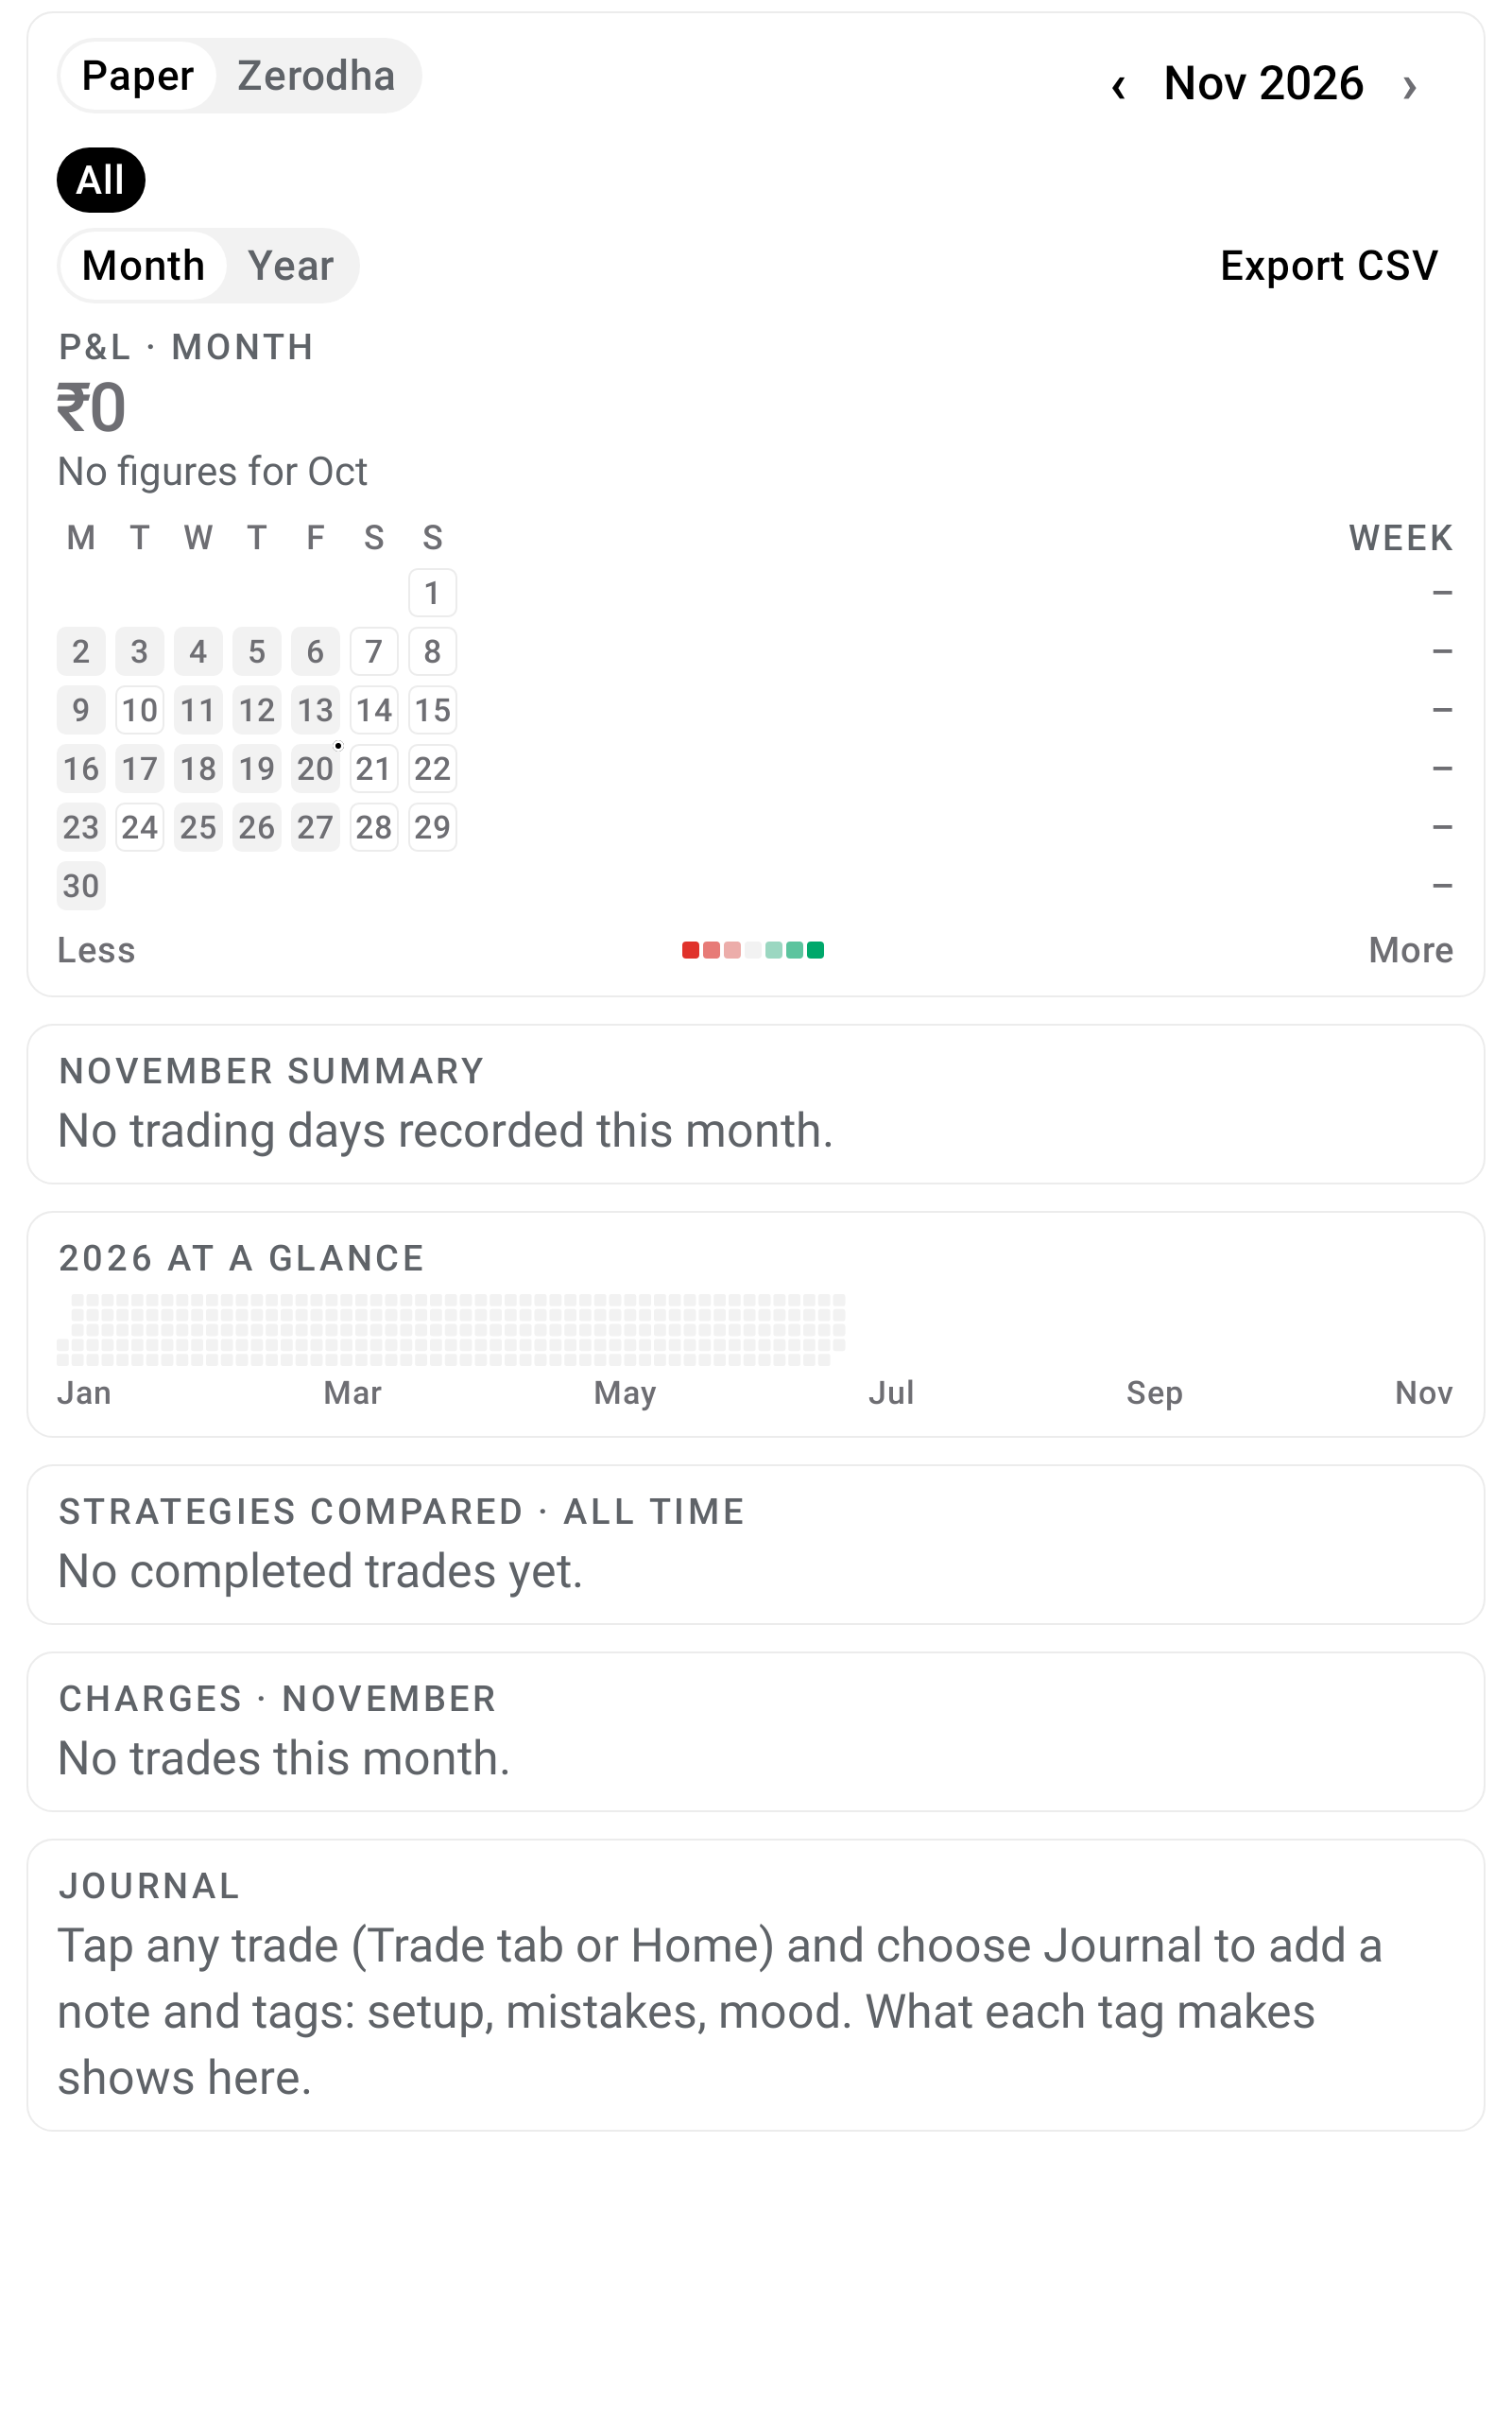 Paper Zerodha ‹ Nov 2026 ›
All
Month Year Export CSV
P&L · MONTH
₹0
No figures for Oct
M T W T F S S WEEK
1 –
2 3 4 5 6 7 8 –
9 10 11 12 13 14 15 –
16 17 18 19 20 21 22 –
23 24 25 26 27 28 29 –
30 –
Less More
NOVEMBER SUMMARY
No trading days recorded this month.
2026 AT A GLANCE
Jan Mar May Jul Sep Nov
STRATEGIES COMPARED · ALL TIME
No completed trades yet.
CHARGES · NOVEMBER
No trades this month.
JOURNAL
Tap any trade (Trade tab or Home) and choose Journal to add a
note and tags: setup, mistakes, mood. What each tag makes
shows here.